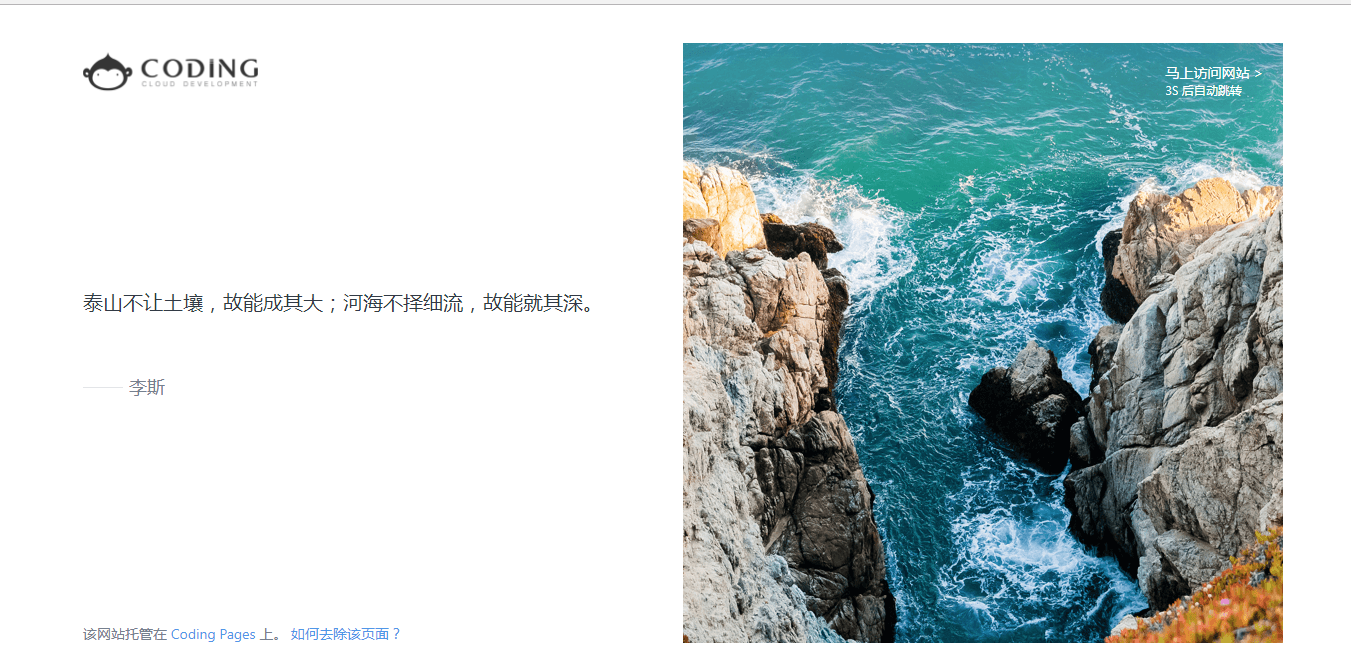 CODING
CLOUD DEVELOPMENT
马上访问网站 >
3S 后自动跳转
泰山不让土壤，故能成其大；河海不择细流，故能就其深。
李斯
该网站托管在 Coding Pages 上。 如何去除该页面？